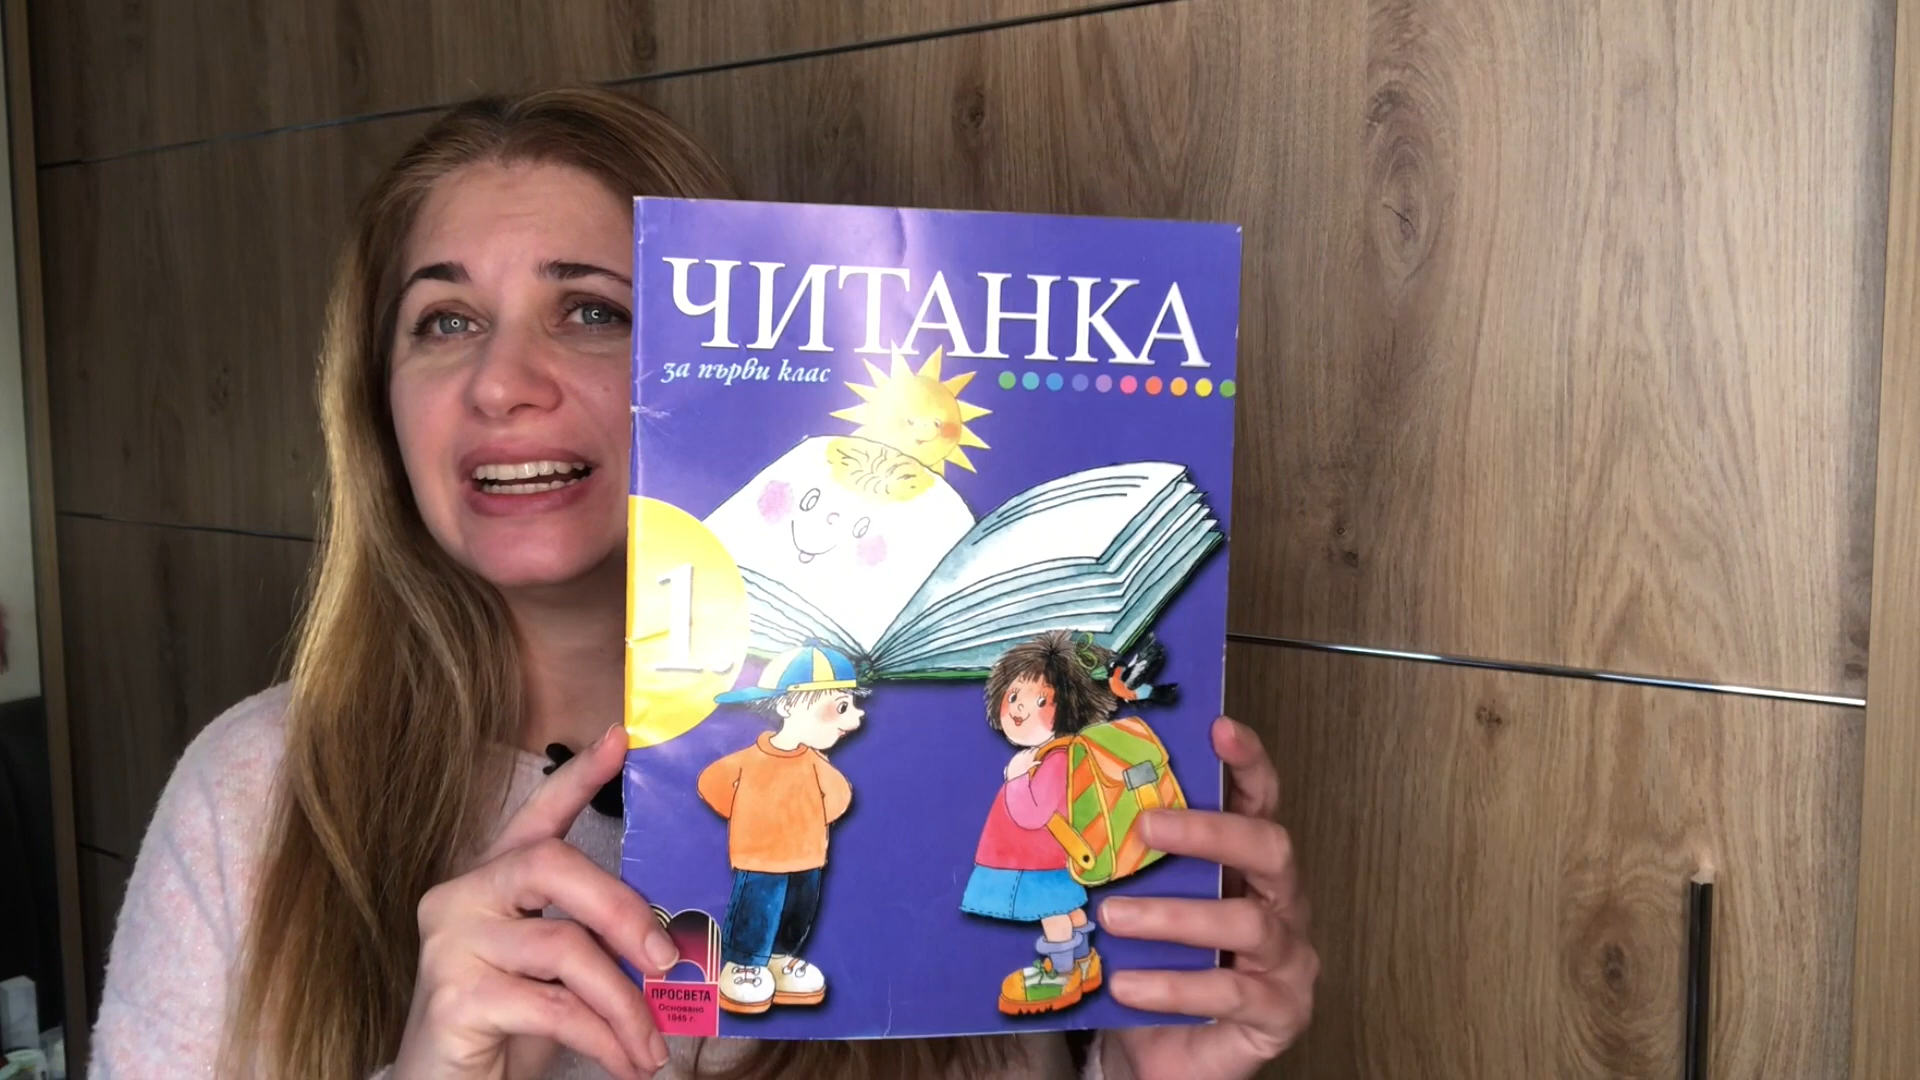 ЧИТАНКА
за първи клас
1.
ПРОСВЕТА
Основано
1945 г.